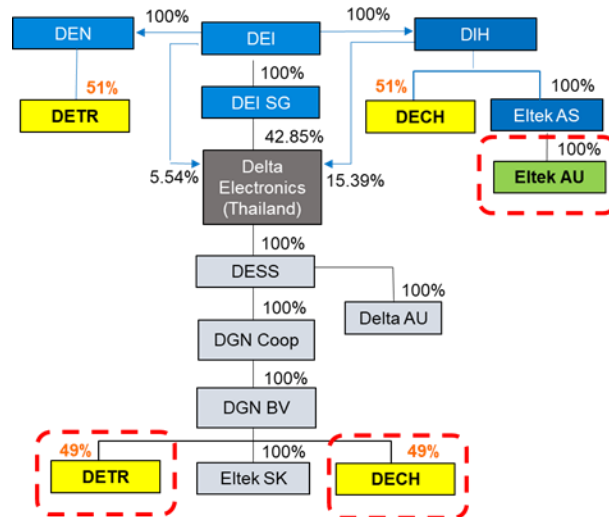 100%
100%
DEN
DEI
DIH
51%
100%
51%
100%
DETR
DEI SG
DECH
Eltek AS
42.85%
100%
5.54%
Delta
Electronics
(Thailand)
15.39%
Eltek AU
100%
DESS
100%
100%
Delta AU
DGN Coop
100%
DGN BV
49%
100%
49%
DETR
Eltek SK
DECH